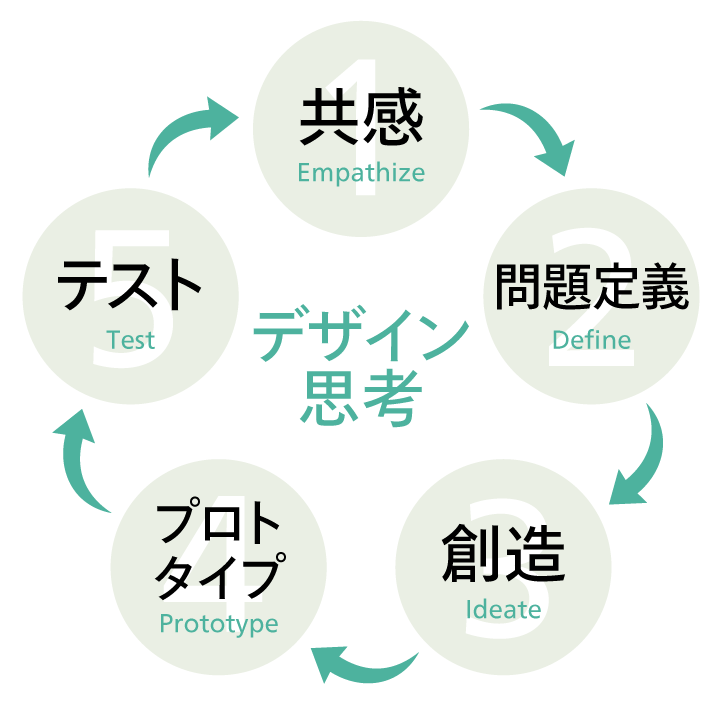 1
共感
Empathize
2
問題定義
Define
3
創造
Ideate
4
プロト
タイプ
Prototype
5
テスト
Test
デザイン
思考